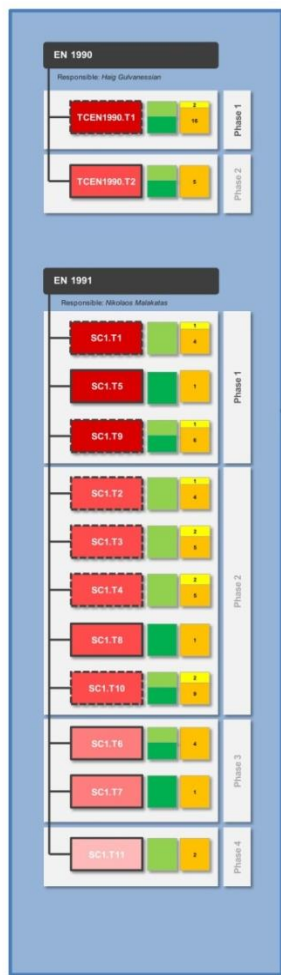 EN 1990
Responsible: Haig Gulvanessian
TCEN1990.T1
2
16
Phase 1
TCEN1990.T2
5
Phase 2
EN 1991
Responsible: Nikolaos Malakatas
SC1.T1
1
4
SC1.T5
1
SC1.T9
1
6
Phase 1
SC1.T2
1
4
SC1.T3
2
5
SC1.T4
2
5
SC1.T8
1
SC1.T10
2
9
Phase 2
SC1.T6
4
SC1.T7
1
Phase 3
SC1.T11
2
Phase 4